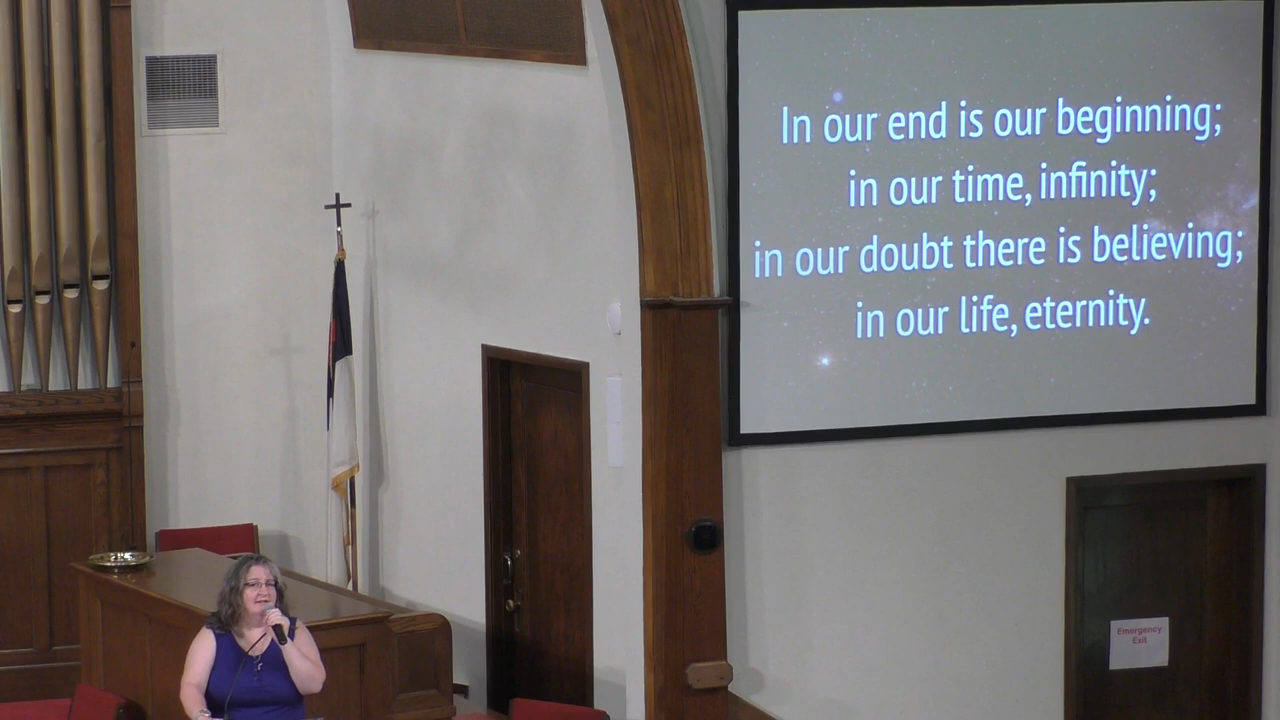 In our end is our beginning;
in our time, infinity;
in our doubt there is believing;
in our life, eternity.
Emergency
Exit